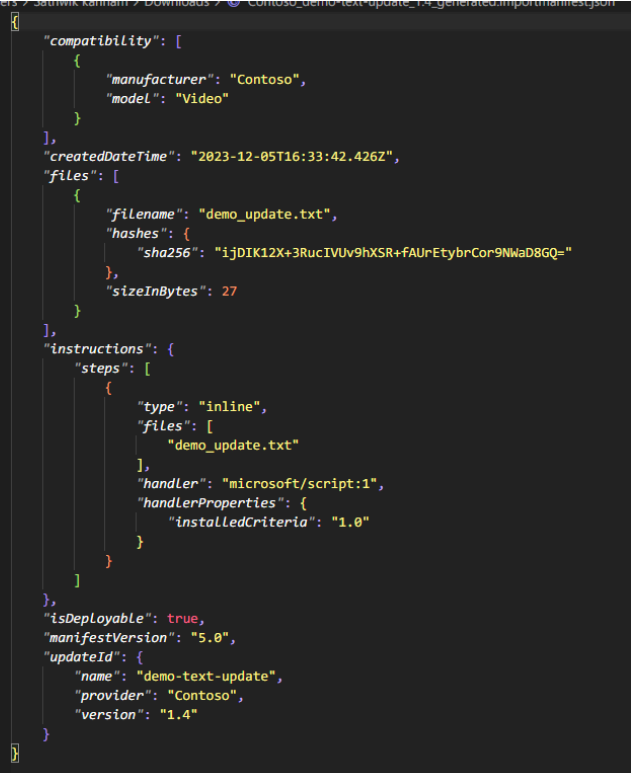 Sathwik kannam > Downloads > Contoso_demo-text-update_1.4_generated.importmanifest.json
{
"compatibility": [
{
"manufacturer": "Contoso",
"model": "Video"
}
],
"createdDateTime": "2023-12-05T16:33:42.426Z",
"files": [
{
"filename": "demo_update.txt",
"hashes": {
"sha256": "ijDIK12X+3RucIVUv9hXSR+fAUrEtybrCor9NWaD8GQ="
},
"sizeInBytes": 27
}
],
"instructions": {
"steps": [
{
"type": "inline",
"files": [
"demo_update.txt"
],
"handler": "microsoft/script:1",
"handlerProperties": {
"installedCriteria": "1.0"
}
}
]
},
"isDeployable": true,
"manifestVersion": "5.0",
"updateId": {
"name": "demo-text-update",
"provider": "Contoso",
"version": "1.4"
}
}